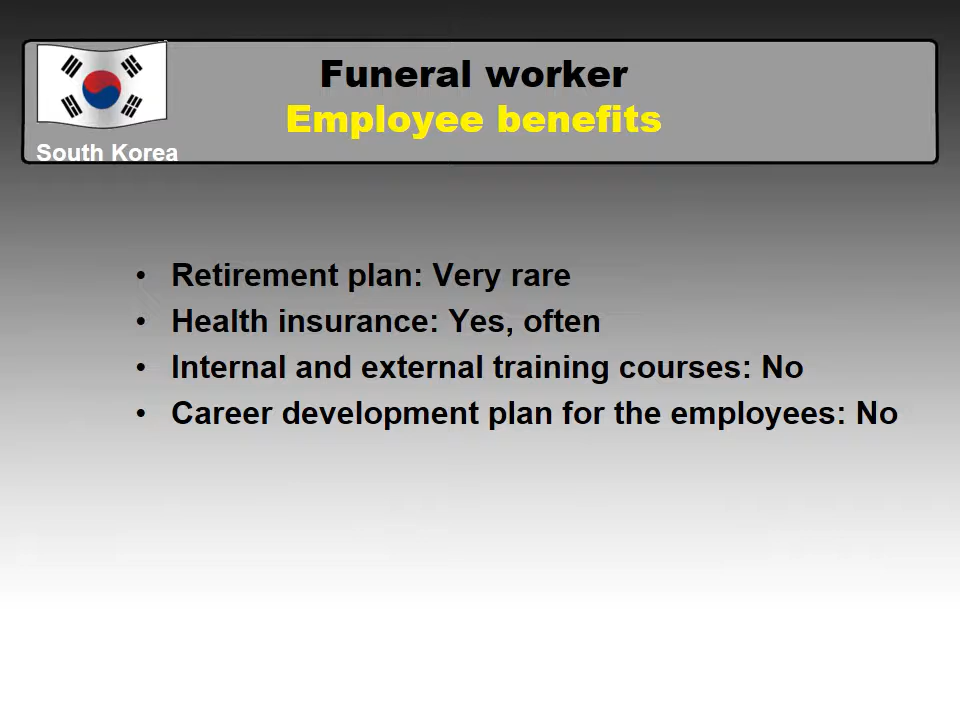 Funeral worker
Employee benefits
South Korea
• Retirement plan: Very rare
• Health insurance: Yes, often
• Internal and external training courses: No
• Career development plan for the employees: No